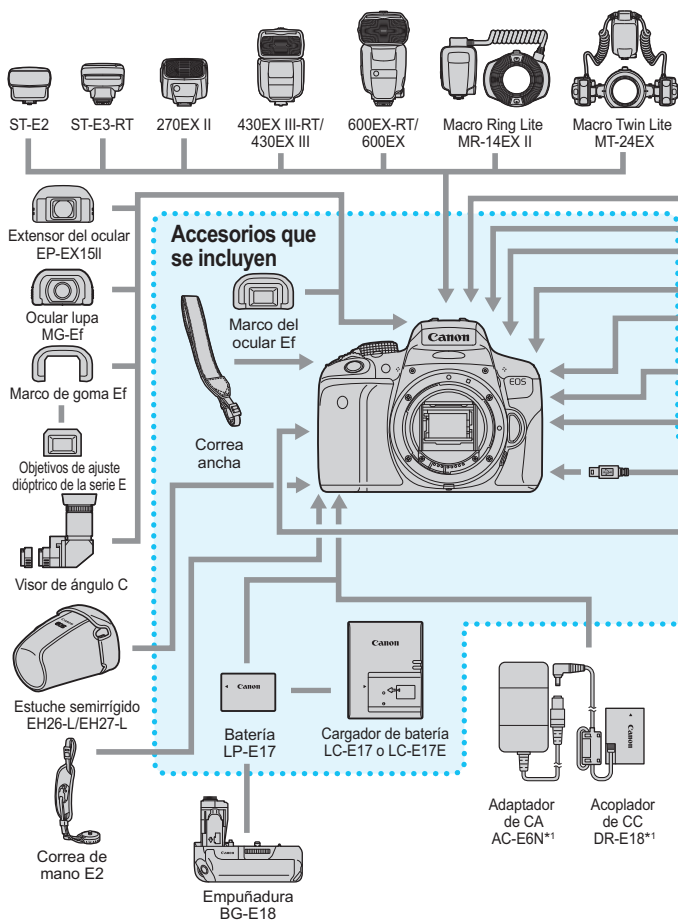 ST-E2
ST-E3-RT
270EX II
430EX III-RT/
430EX III
600EX-RT/
600EX
Macro Ring Lite
MR-14EX II
Macro Twin Lite
MT-24EX
Extensor del ocular
EP-EX15II
Ocular lupa
MG-Ef
Marco de goma Ef
Objetivos de ajuste
dióptrico de la serie E
Visor de ángulo C
Estuche semirrígido
EH26-L/EH27-L
Correa de
mano E2
Accesorios que
se incluyen
Marco del
ocular Ef
Correa
ancha
Canon
EOS
Canon
Batería
LP-E17
Canon
Cargador de batería
LC-E17 o LC-E17E
Canon
Empuñadura
BG-E18
Adaptador
de CA
AC-E6N*1
Canon
Acoplador
de CC
DR-E18*1